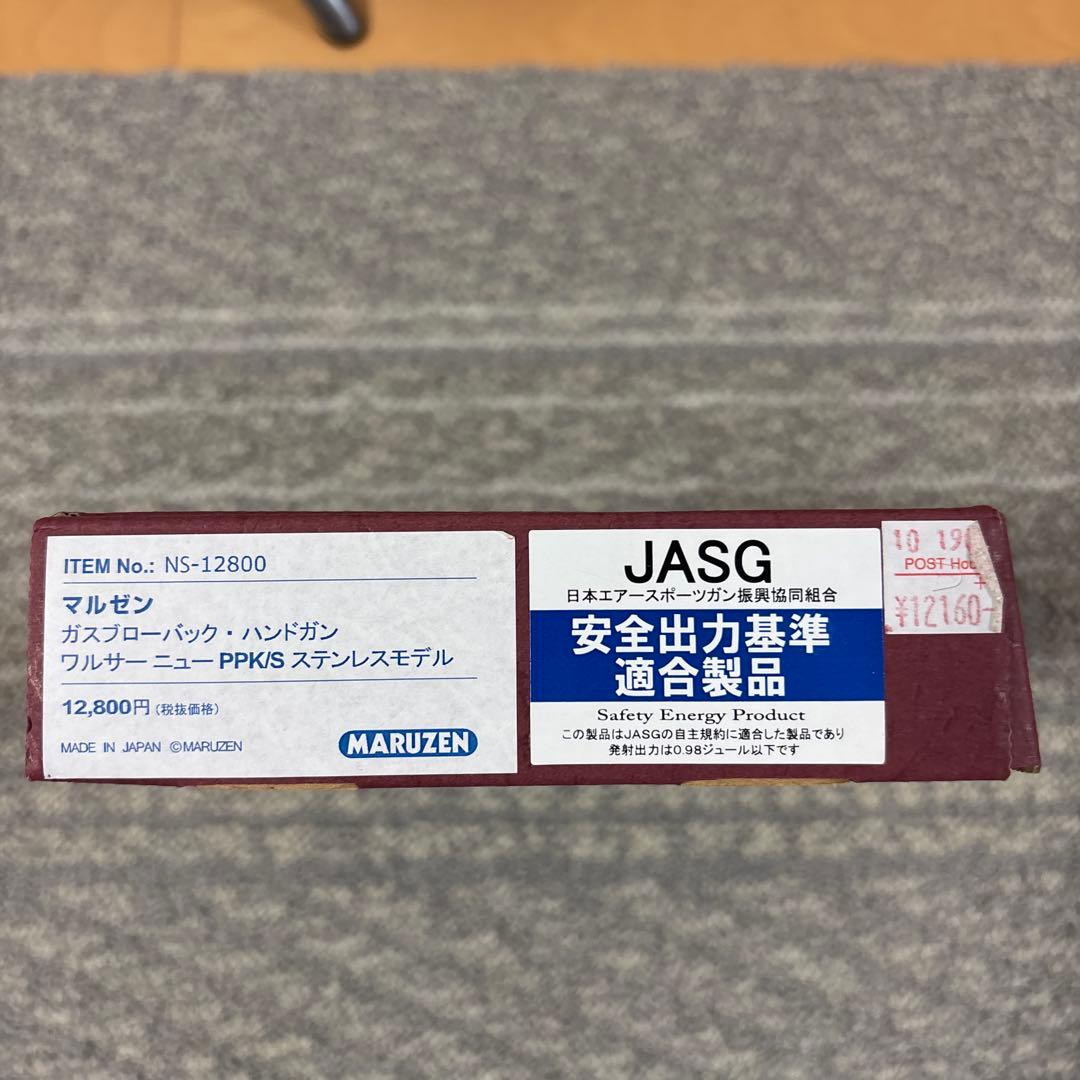 ITEM No.: NS-12800
マルゼン
ガスブローバック・ハンドガン
ワルサー ニュー PPK/S ステンレスモデル
12,800円 (税抜価格)
MADE IN JAPAN ©MARUZEN
MARUZEN
JASG
日本エアースポーツガン振興協同組合
安全出力基準
適合製品
Safety Energy Product
この製品はJASGの自主規約に適合した製品であり
発射出力は0.98ジュール以下です
10
POST
¥12160-